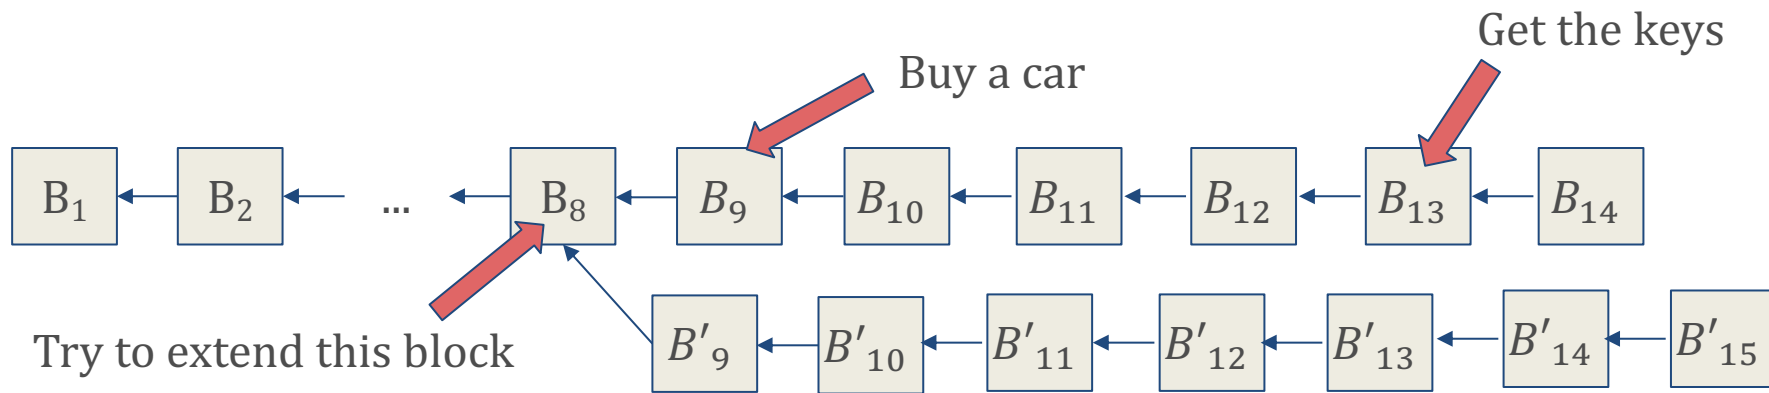 Get the keys
Buy a car
B₁ B₂ ... B₈ B₉ B₁₀ B₁₁ B₁₂ B₁₃ B₁₄
Try to extend this block
B′₉ B′₁₀ B′₁₁ B′₁₂ B′₁₃ B′₁₄ B′₁₅